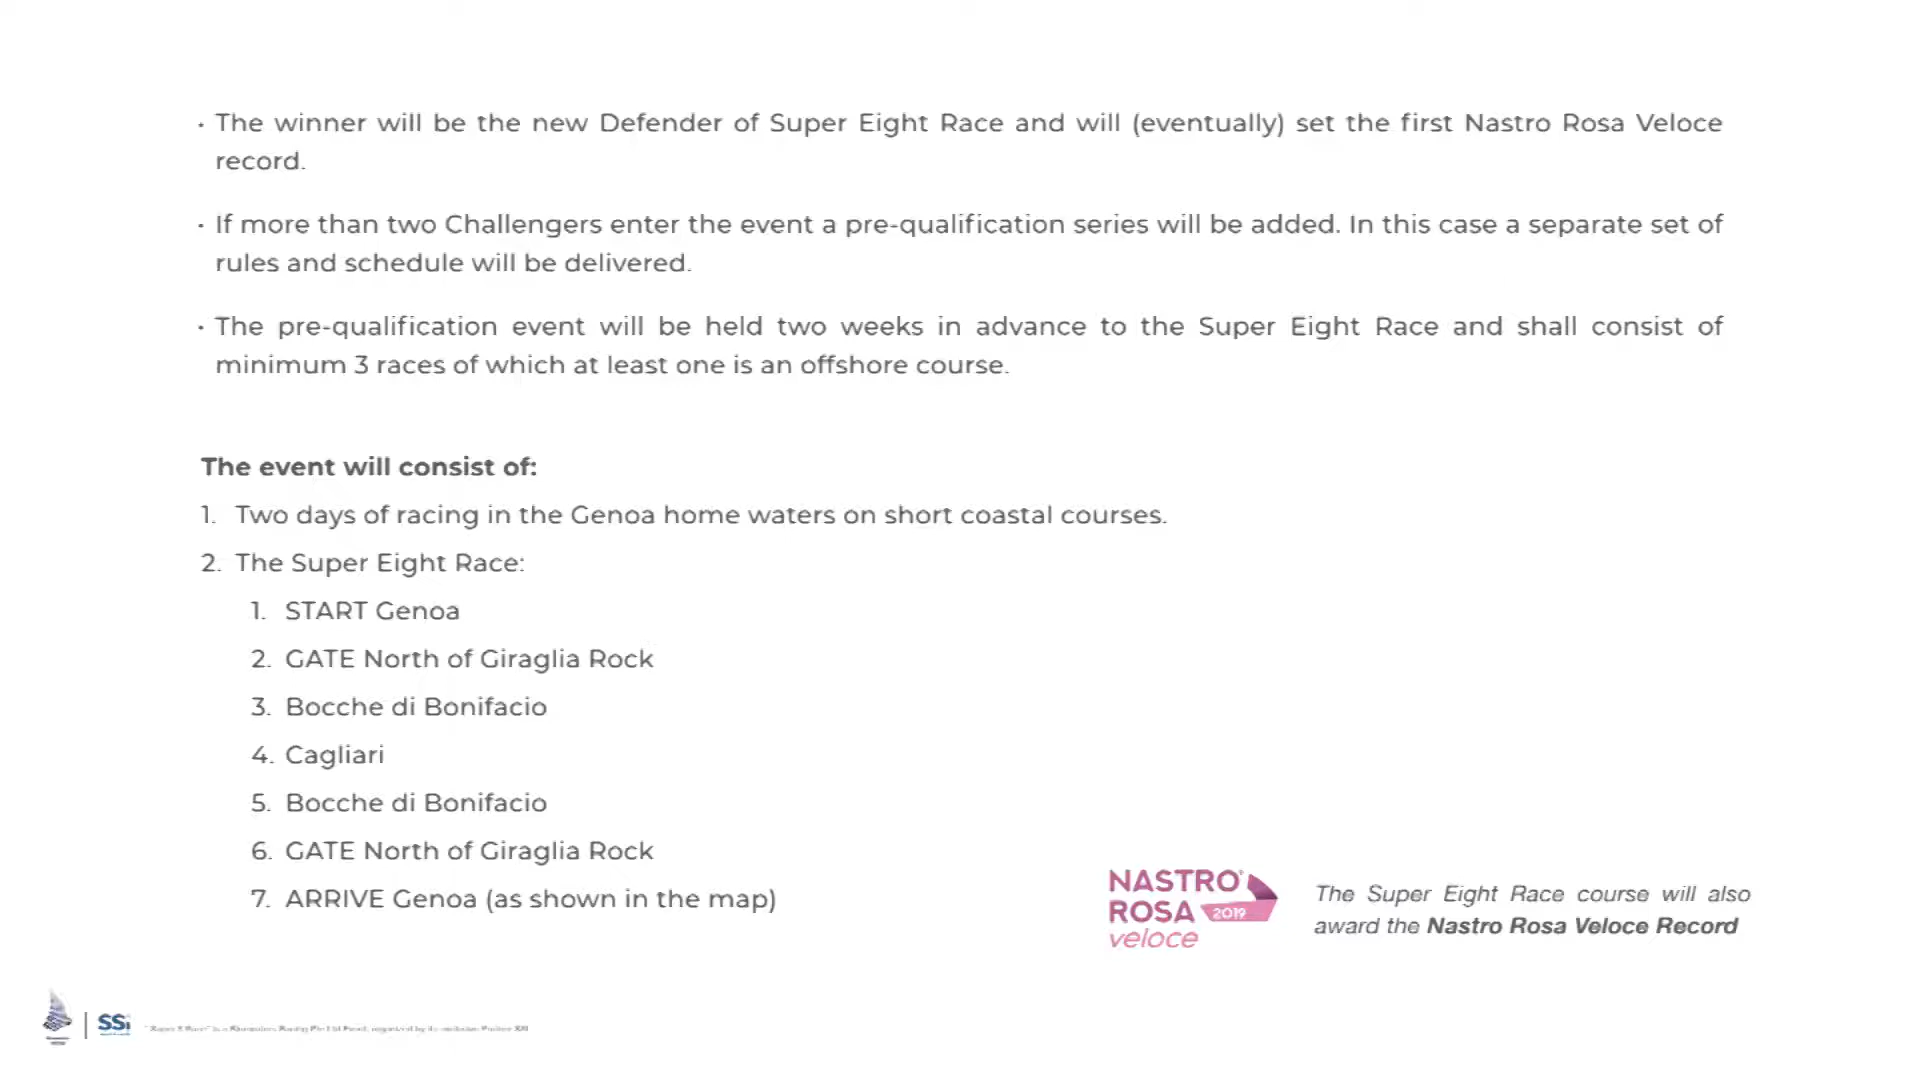 • The winner will be the new Defender of Super Eight Race and will (eventually) set the first Nastro Rosa Veloce
record.
• If more than two Challengers enter the event a pre-qualification series will be added. In this case a separate set of
rules and schedule will be delivered.
• The pre-qualification event will be held two weeks in advance to the Super Eight Race and shall consist of
minimum 3 races of which at least one is an offshore course.
The event will consist of:
1. Two days of racing in the Genoa home waters on short coastal courses.
2. The Super Eight Race:
1. START Genoa
2. GATE North of Giraglia Rock
3. Bocche di Bonifacio
4. Cagliari
5. Bocche di Bonifacio
6. GATE North of Giraglia Rock
7. ARRIVE Genoa (as shown in the map)
NASTRO
ROSA 2019
veloce
The Super Eight Race course will also
award the Nastro Rosa Veloce Record
SSi